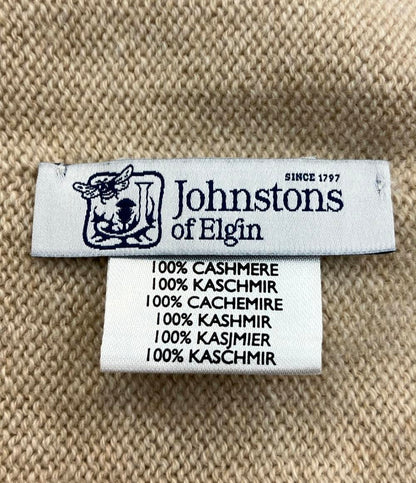 SINCE 1797
Johnstons
of Elgin
100% CASHMERE
100% KASCHMIR
100% CACHEMIRE
100% KASHMIR
100% KASJMIER
100% KASCHMIR